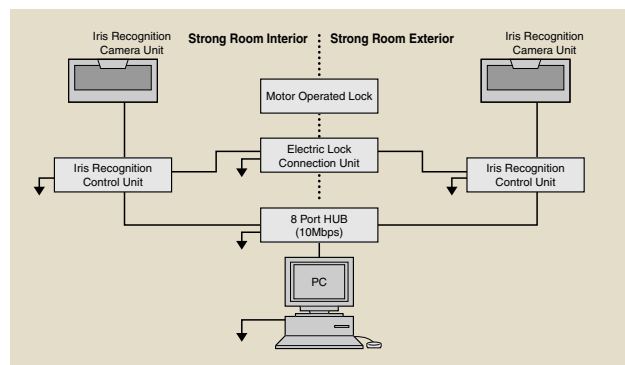 Iris Recognition
Camera Unit
Strong Room Interior
Strong Room Exterior
Iris Recognition
Camera Unit
Motor Operated Lock
Electric Lock
Connection Unit
Iris Recognition
Control Unit
Iris Recognition
Control Unit
8 Port HUB
(10Mbps)
PC